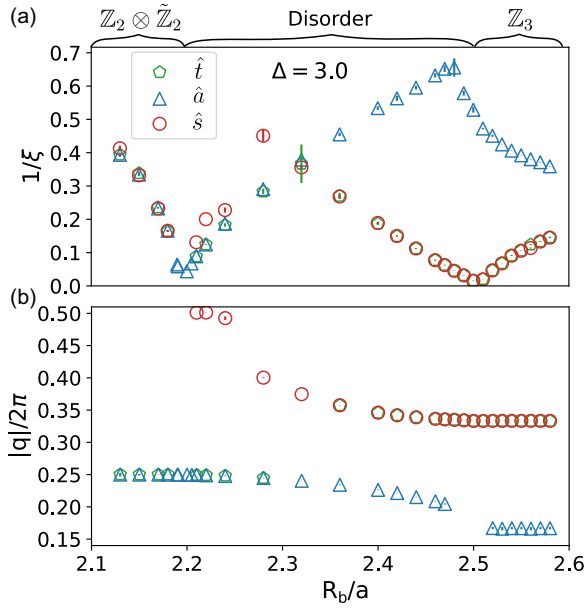 (a) ℤ₂ ⊗ ℤ̃₂ Disorder ℤ₃
t̂
â
ŝ
Δ = 3.0
1/ξ
0.7
0.6
0.5
0.4
0.3
0.2
0.1
0.0
(b)
|q|/2π
0.50
0.45
0.40
0.35
0.30
0.25
0.20
0.15
2.1 2.2 2.3 2.4 2.5 2.6
R_b/a